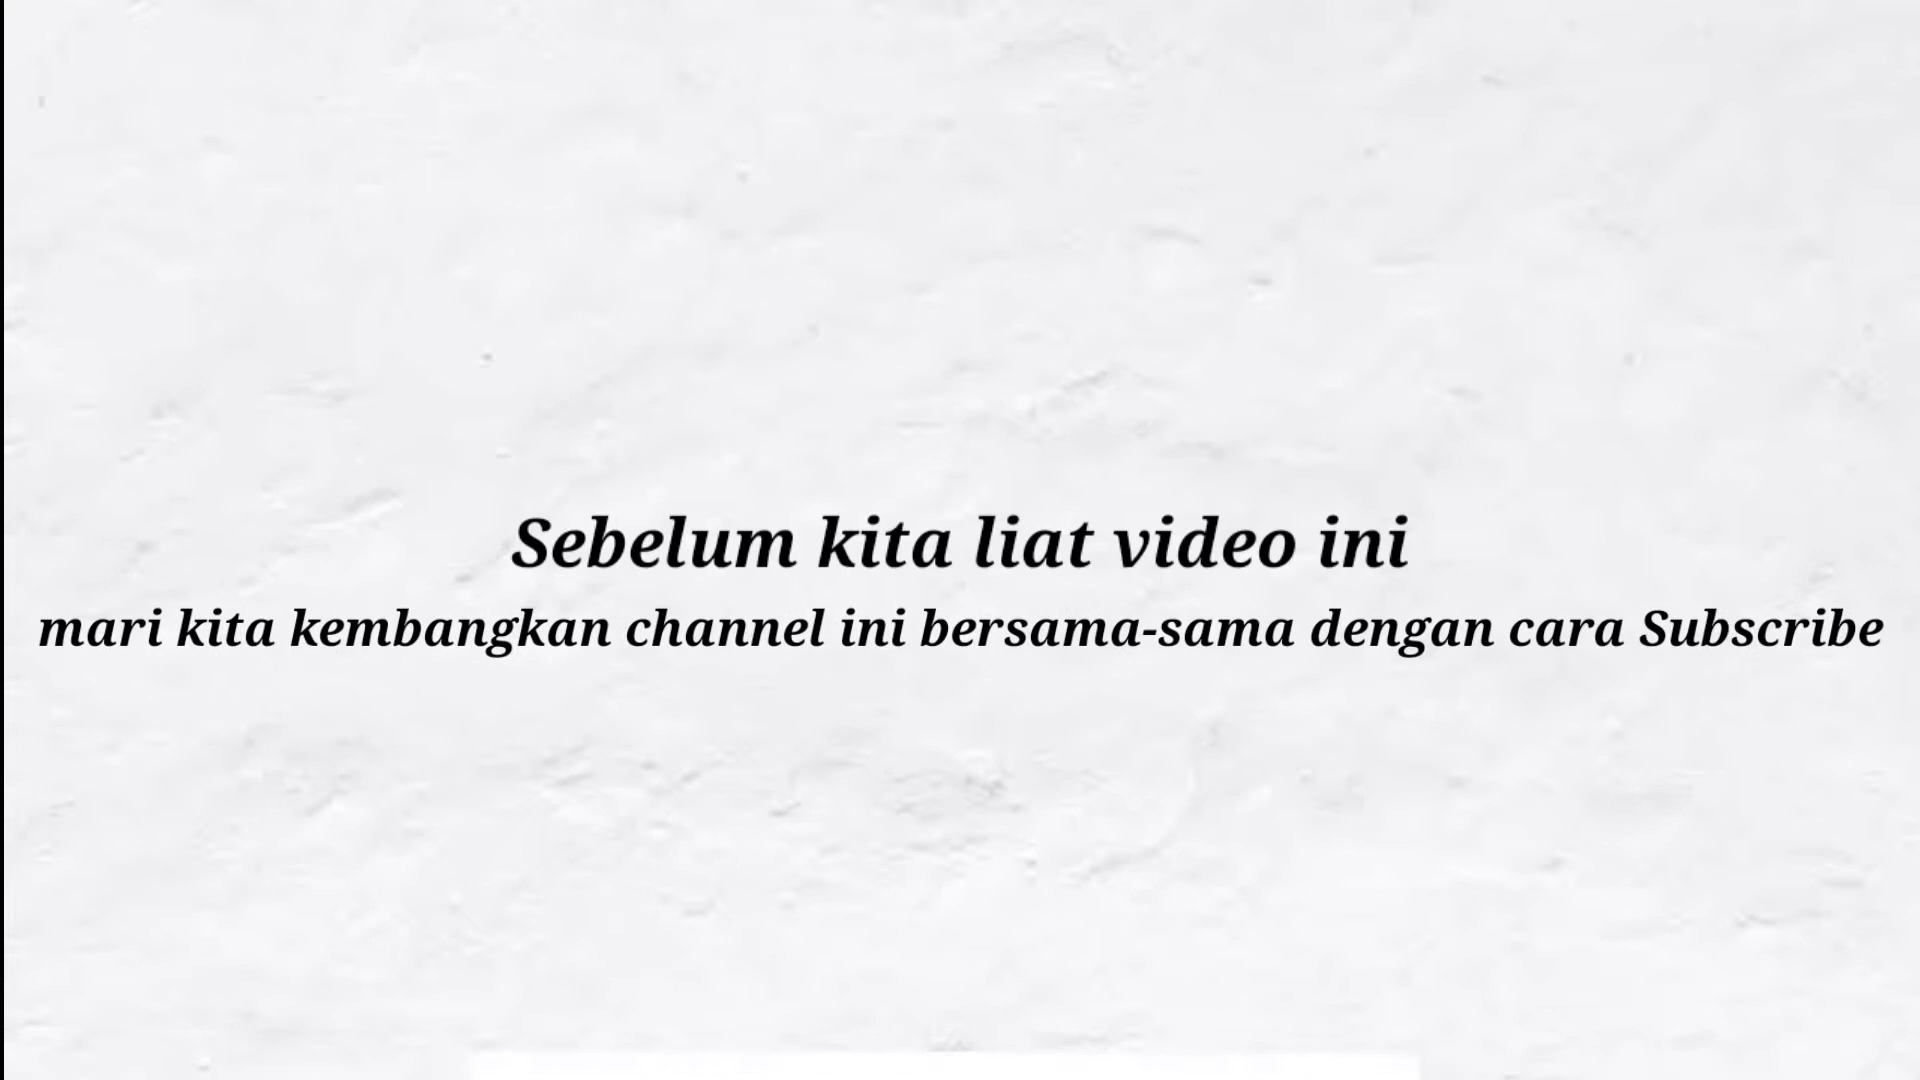 Sebelum kita liat video ini
mari kita kembangkan channel ini bersama-sama dengan cara Subscribe